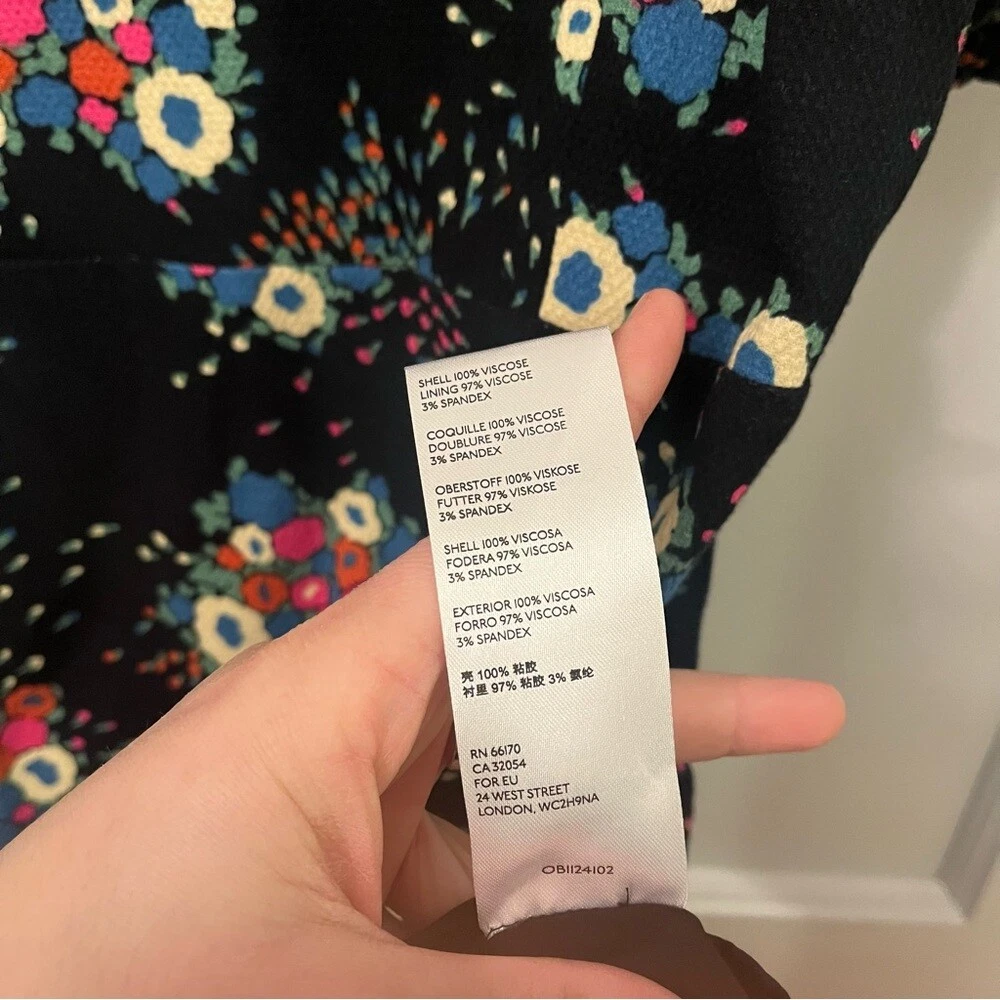 SHELL 100% VISCOSE
LINING 97% VISCOSE
3% SPANDEX
COQUILLE 100% VISCOSE
DOUBLURE 97% VISCOSE
3% SPANDEX
OBERSTOFF 100% VISKOSE
FUTTER 97% VISKOSE
3% SPANDEX
SHELL 100% VISCOSA
FODERA 97% VISCOSA
3% SPANDEX
EXTERIOR 100% VISCOSA
FORRO 97% VISCOSA
3% SPANDEX
亮 100% 粘胶
衬里 97% 粘胶 3% 氨纶
RN 66170
CA 32054
FOR EU
24 WEST STREET
LONDON, WC2H9NA
OB1124102